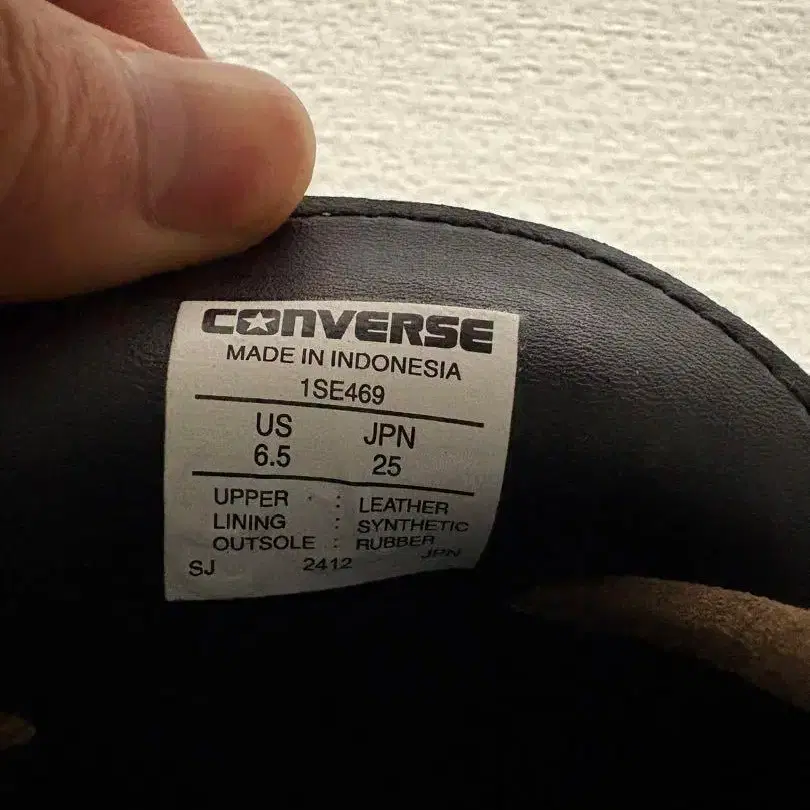 CONVERSE
MADE IN INDONESIA
1SE469
US JPN
6.5 25
UPPER : LEATHER
LINING : SYNTHETIC
OUTSOLE : RUBBER
SJ 2412 JPN